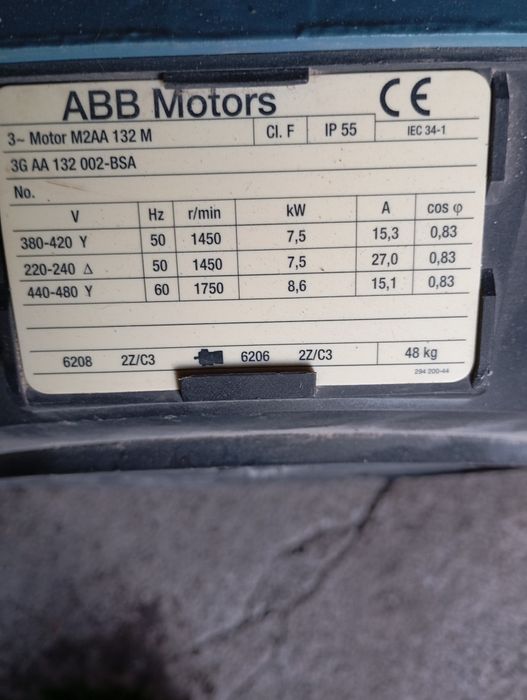 ABB Motors CE
3~ Motor M2AA 132 M Cl. F IP 55 IEC 34-1
3G AA 132 002-BSA
No.
V Hz r/min kW A cos φ
380-420 Y 50 1450 7,5 15,3 0,83
220-240 Δ 50 1450 7,5 27,0 0,83
440-480 Y 60 1750 8,6 15,1 0,83
6208 2Z/C3 6206 2Z/C3 48 kg
294 200-44